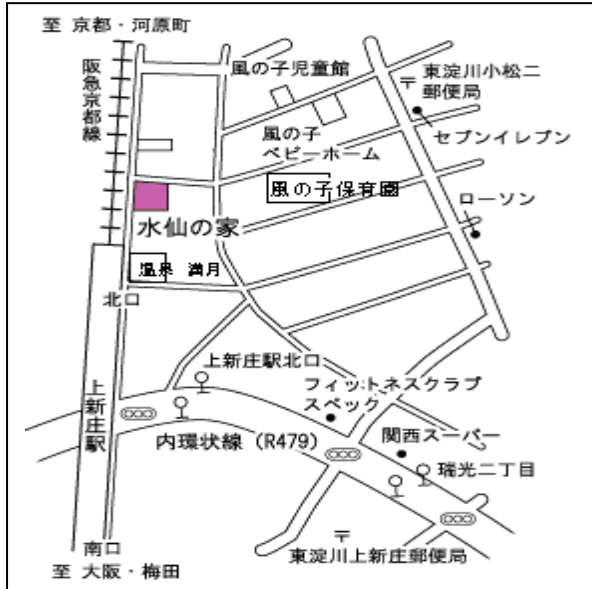 至 京都・河原町
阪急京都線
風の子児童館
〒
東淀川小松二
郵便局
セブンイレブン
風の子
ベビーホーム
風の子保育園
ローソン
水仙の家
温泉 満月
北口
上新庄駅北口
フィットネスクラブ
スペック
上新庄駅
内環状線（R479）
関西スーパー
瑞光二丁目
〒
東淀川上新庄郵便局
南口
至 大阪・梅田